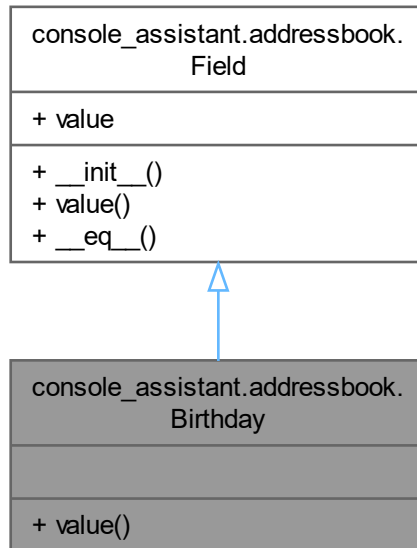 console_assistant.addressbook.
Field
+ value
+ __init__()
+ value()
+ __eq__()
console_assistant.addressbook.
Birthday
+ value()